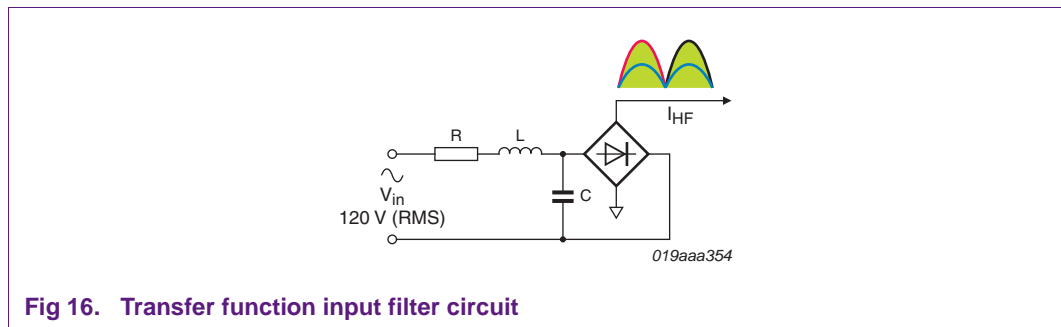 I_HF
R
L
C
V_in
120 V (RMS)
019aaa354
Fig 16. Transfer function input filter circuit